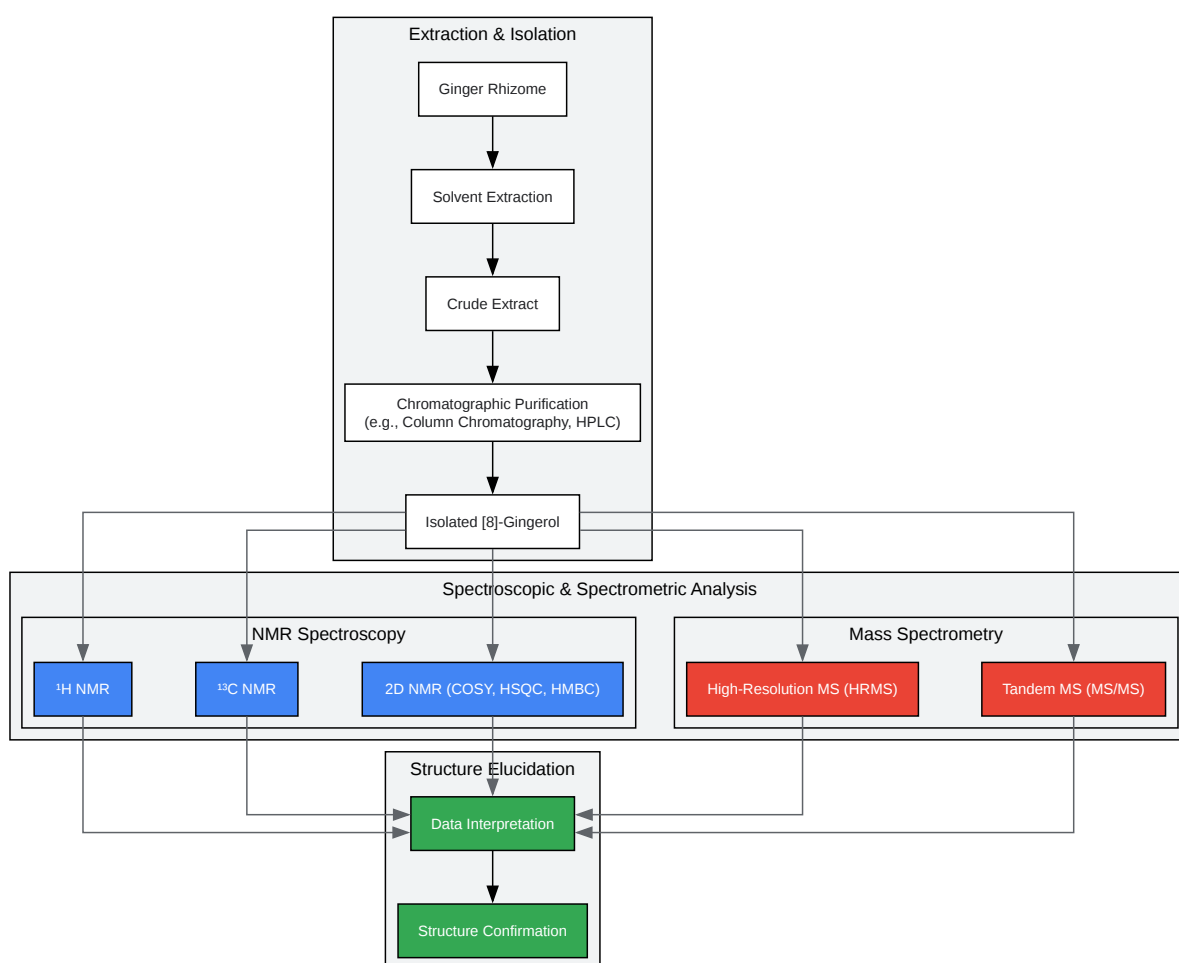 Extraction & Isolation
Ginger Rhizome
Solvent Extraction
Crude Extract
Chromatographic Purification
(e.g., Column Chromatography, HPLC)
Isolated [8]-Gingerol
Spectroscopic & Spectrometric Analysis
NMR Spectroscopy
Mass Spectrometry
¹H NMR
¹³C NMR
2D NMR (COSY, HSQC, HMBC)
High-Resolution MS (HRMS)
Tandem MS (MS/MS)
Structure Elucidation
Data Interpretation
Structure Confirmation